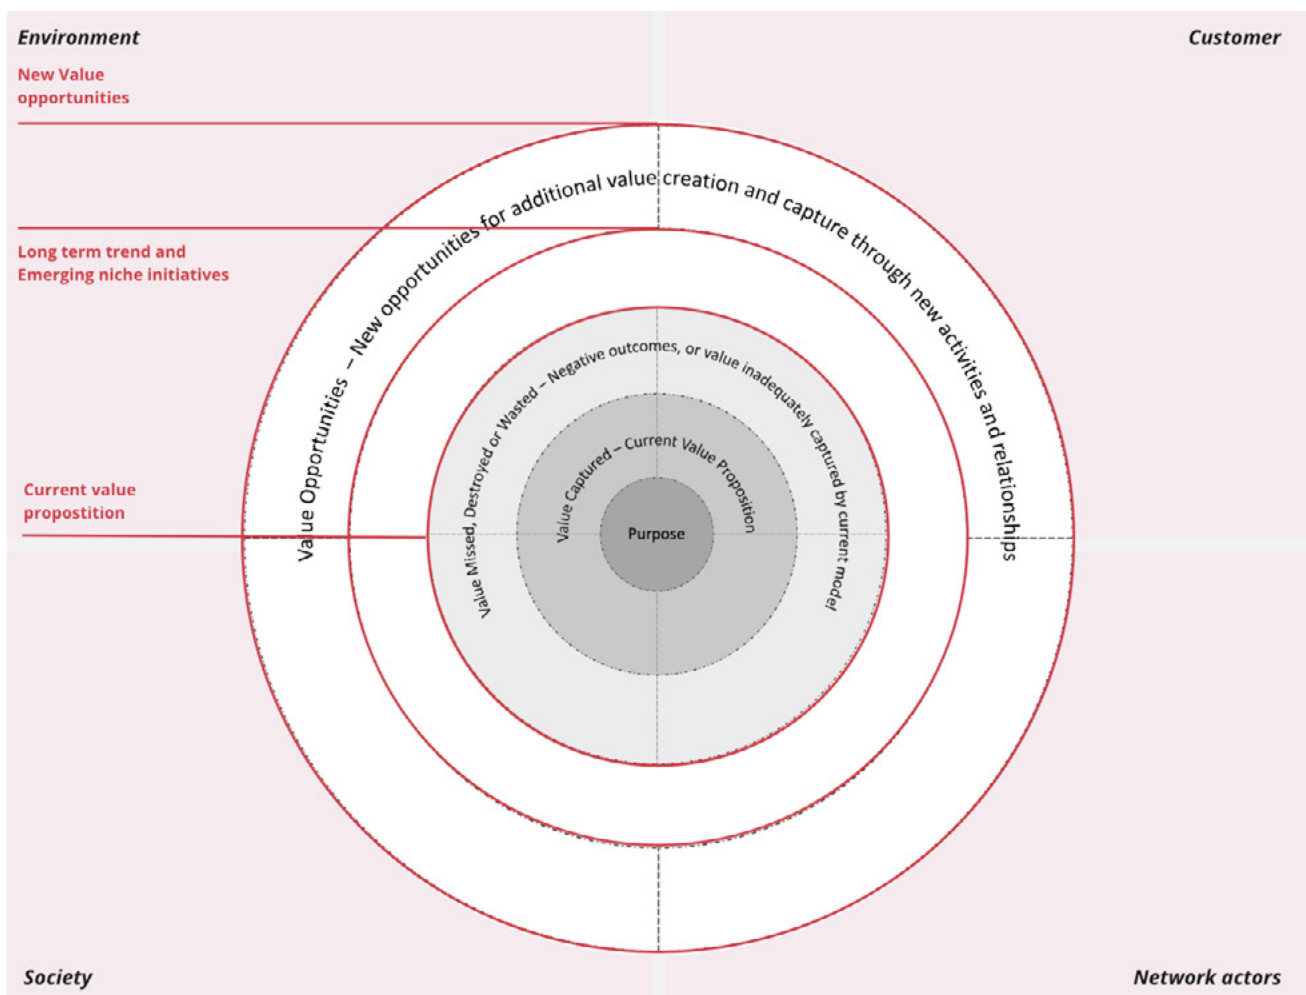 Environment
Customer
New Value
opportunities
Value Opportunities – New opportunities for additional value creation and capture through new activities and relationships
Long term trend and
Emerging niche initiatives
Value Missed, Destroyed or Wasted – Negative outcomes, or value inadequately captured by current model
Value Captured – Current Value Proposition
Current value
propostition
Purpose
Society
Network actors